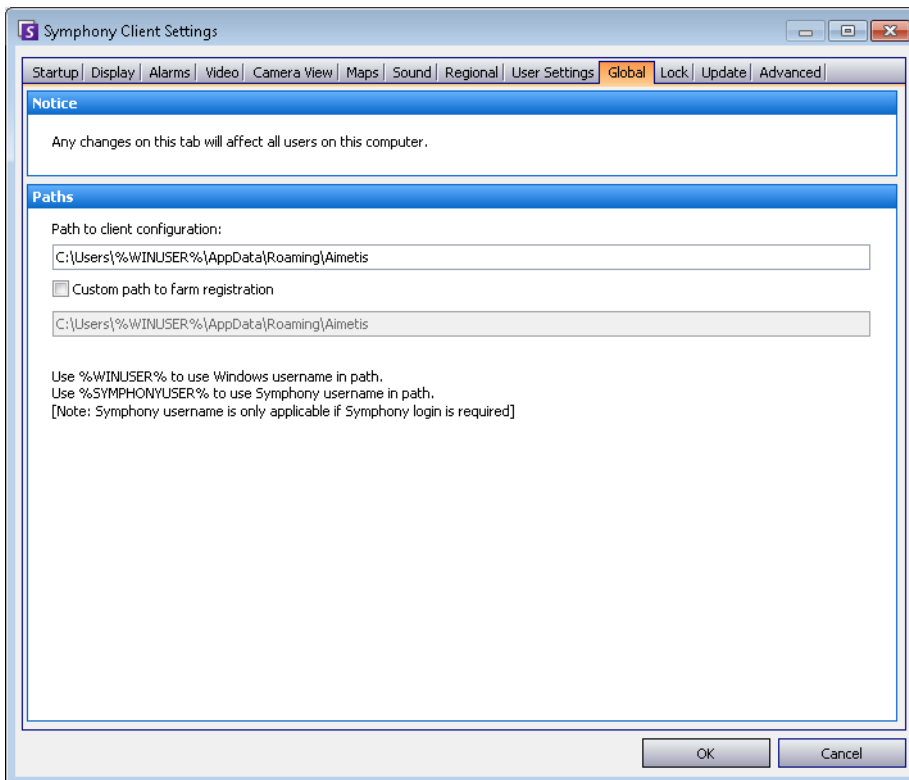 Symphony Client Settings
Startup Display Alarms Video Camera View Maps Sound Regional User Settings Global Lock Update Advanced
Notice
Any changes on this tab will affect all users on this computer.
Paths
Path to client configuration:
C:\Users\%WINUSER%\AppData\Roaming\Aimetis
Custom path to farm registration
C:\Users\%WINUSER%\AppData\Roaming\Aimetis
Use %WINUSER% to use Windows username in path.
Use %SYMPHONYUSER% to use Symphony username in path.
[Note: Symphony username is only applicable if Symphony login is required]
OK Cancel